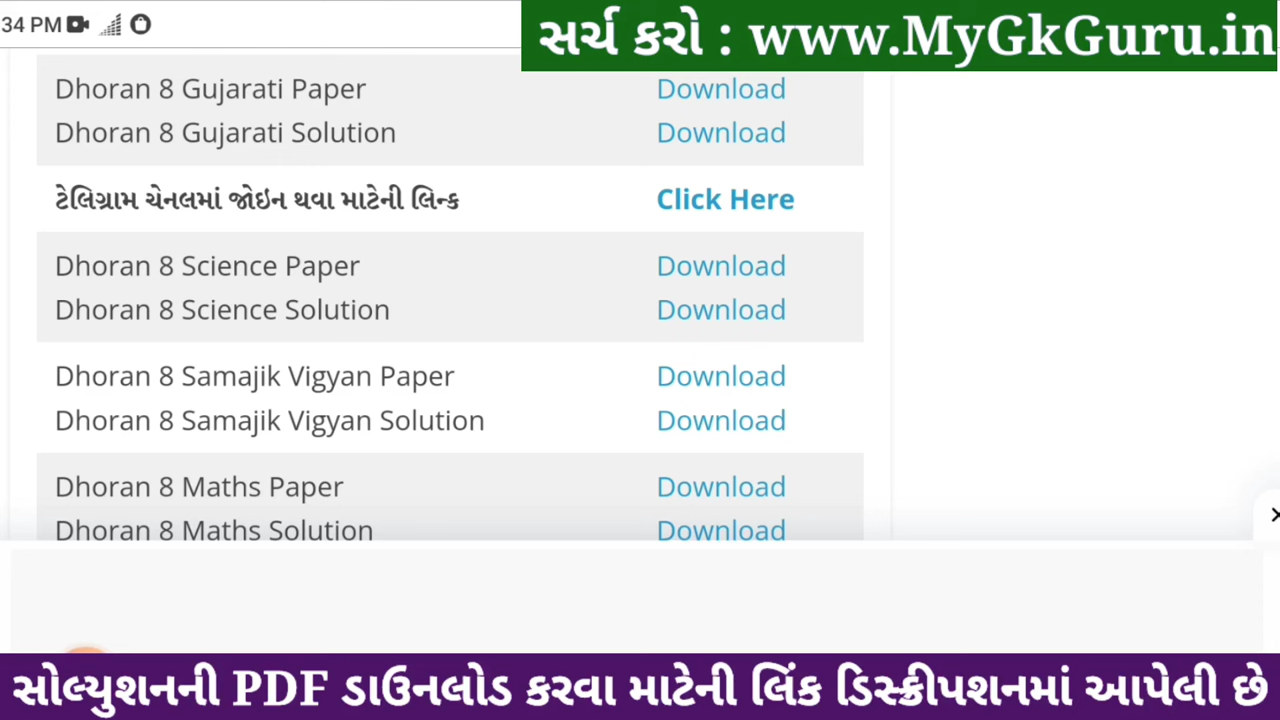 34 PM
સર્ચ કરો : www.MyGkGuru.in
Dhoran 8 Gujarati Paper Download
Dhoran 8 Gujarati Solution Download
ટેલિગ્રામ ચેનલમાં જોઇન થવા માટેની લિન્ક Click Here
Dhoran 8 Science Paper Download
Dhoran 8 Science Solution Download
Dhoran 8 Samajik Vigyan Paper Download
Dhoran 8 Samajik Vigyan Solution Download
Dhoran 8 Maths Paper Download
Dhoran 8 Maths Solution Download
સોલ્યુશનની PDF ડાઉનલોડ કરવા માટેની લિંક ડિસ્ક્રીપશનમાં આપેલી છે